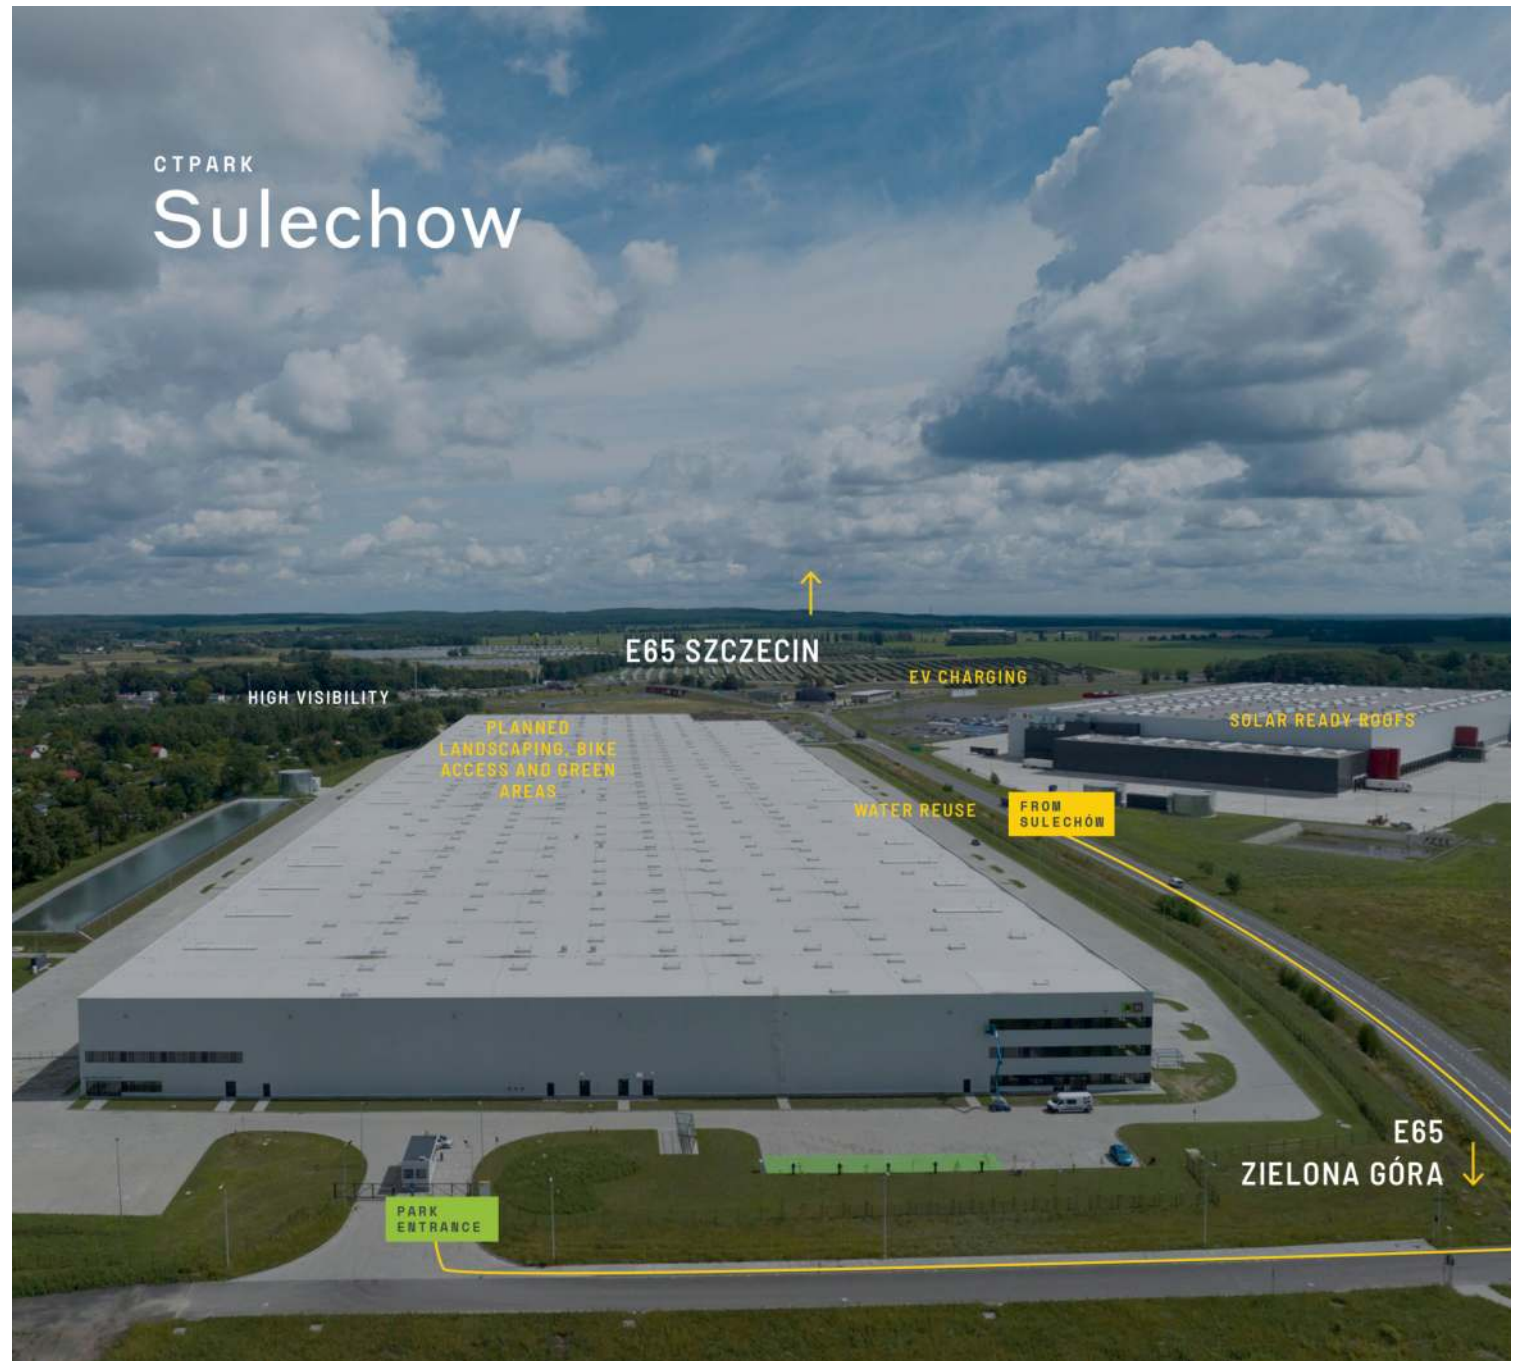 CTPARK
Sulechow
E65 SZCZECIN
EV CHARGING
HIGH VISIBILITY
SOLAR READY ROOFS
PLANNED
LANDSCAPING, BIKE
ACCESS AND GREEN
AREAS
WATER REUSE
FROM
SULECHÓW
E65
ZIELONA GÓRA
PARK
ENTRANCE